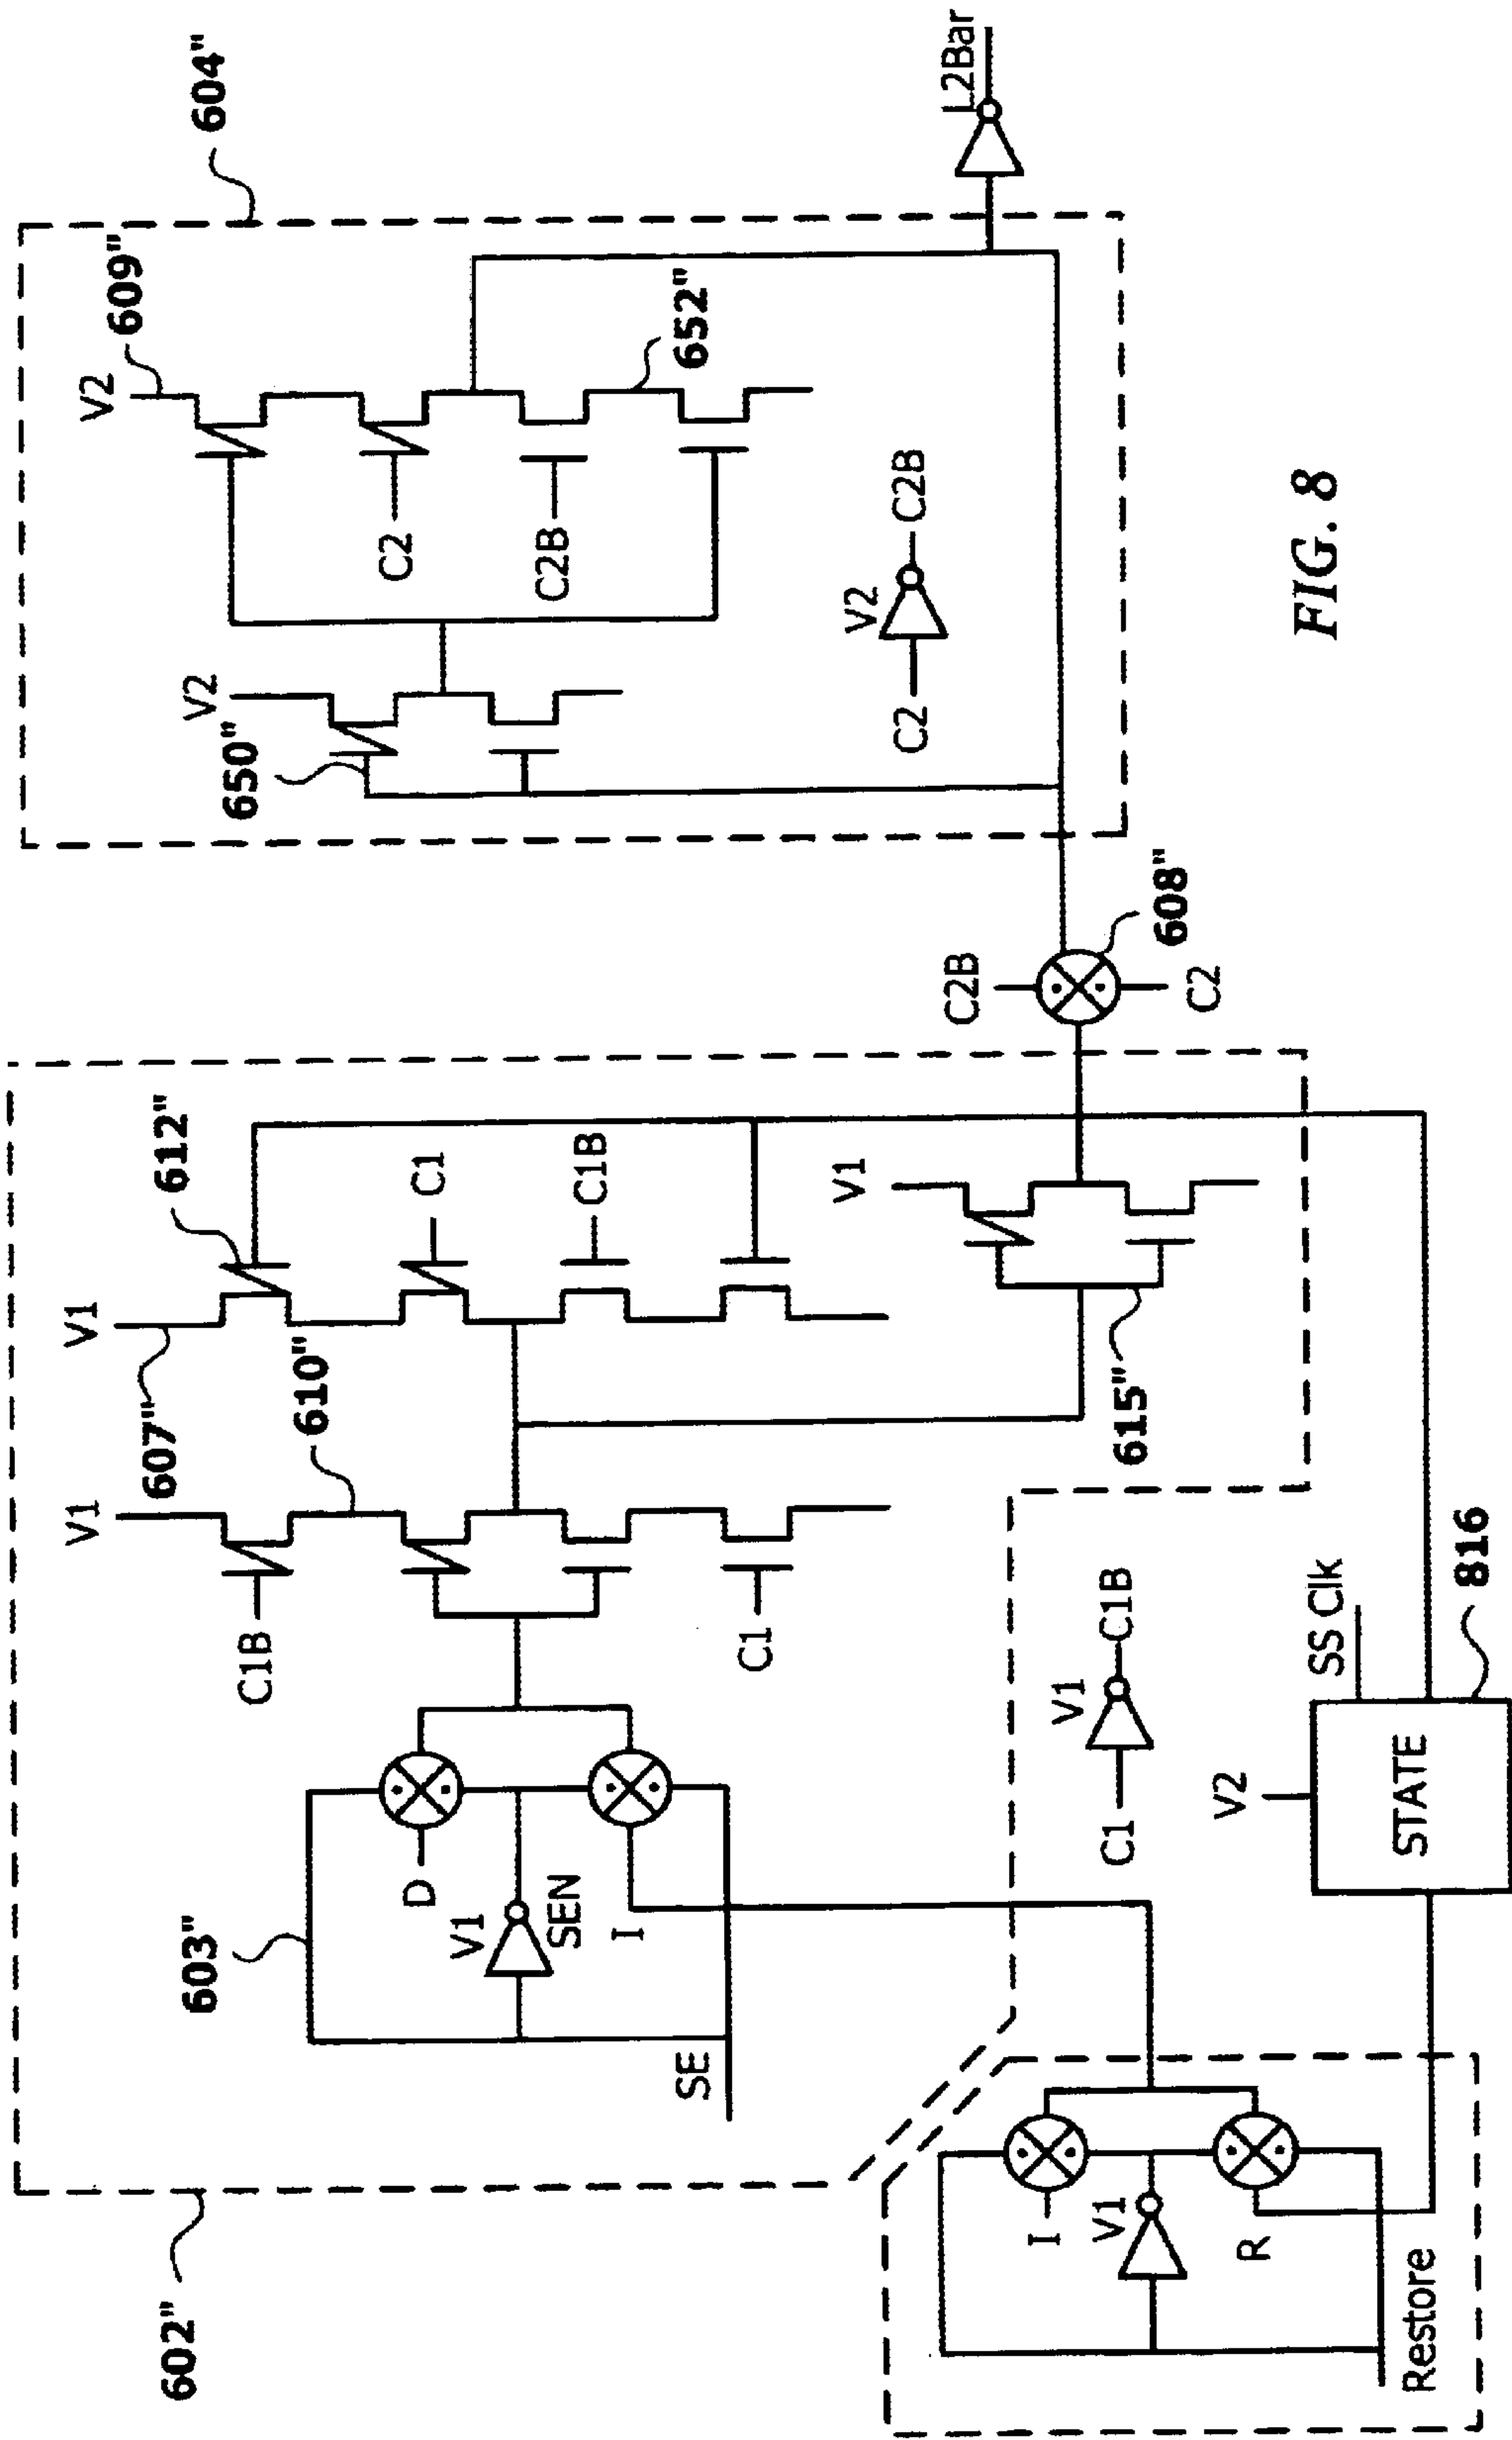 602"
603"
SE
D
V1
SEN
I
C1B
V1
610"
C1
607"
V1
612"
C1
C1B
V1
615"
C1
V1
C1B
I
V1
R
Restore
V2
STATE
SS Clk
816
C2B
608"
C2
604"
650"
V2
V2
609"
C2
C2B
652"
C2
V2
C2B
L2Bar
FIG. 8